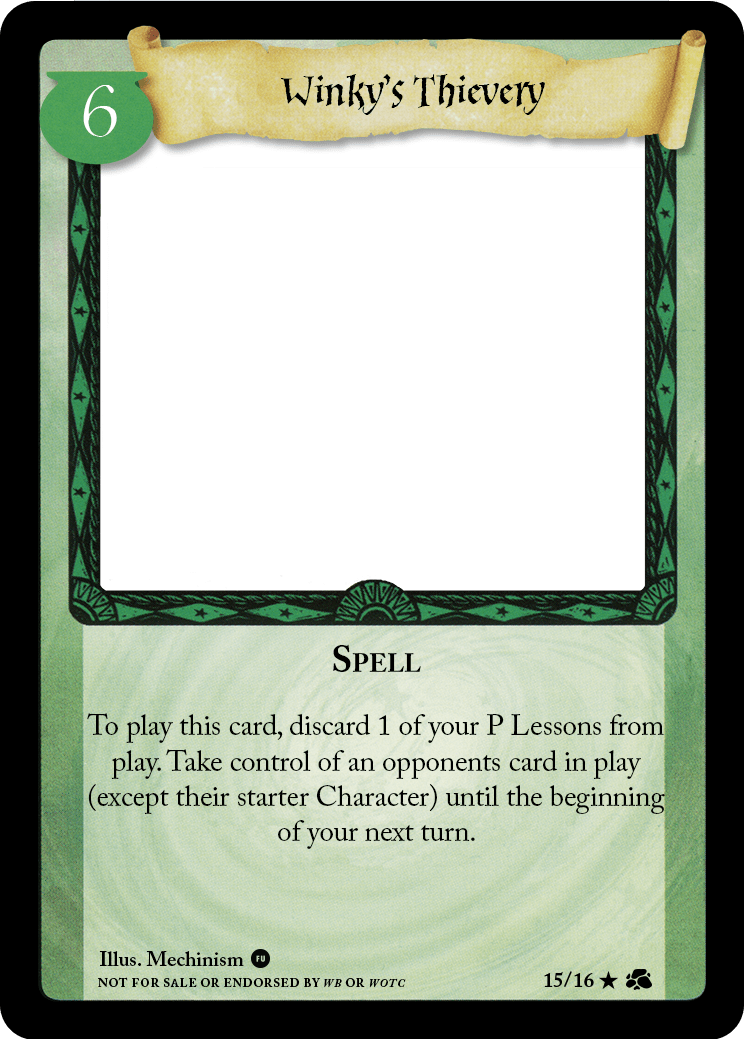 Winky's Thievery
6
SPELL
To play this card, discard 1 of your P Lessons from
play. Take control of an opponents card in play
(except their starter Character) until the beginning
of your next turn.
Illus. Mechinism FU
NOT FOR SALE OR ENDORSED BY WB OR WOTC
15/16 ★